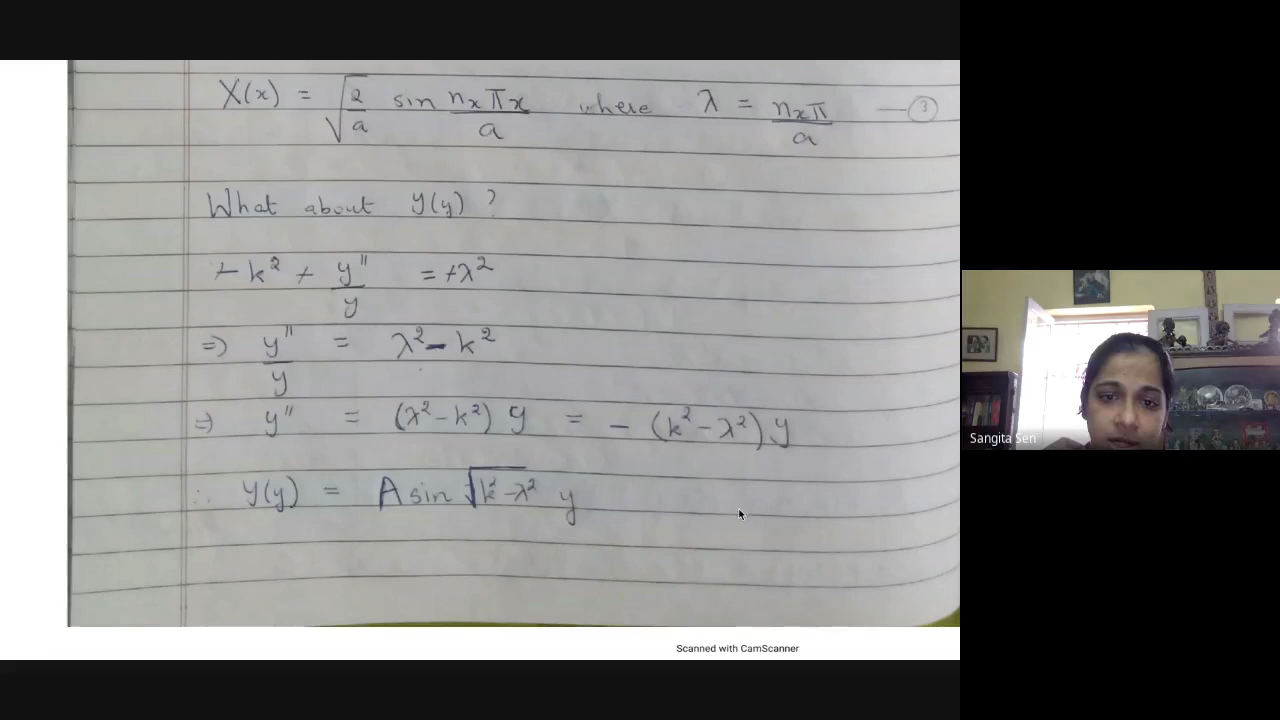 X(x) = √(2/a) sin nₓπx/a where λ = nₓπ/a —③
What about Y(y) ?
+ k² + y''/y = +λ²
⇒ y''/y = λ² - k²
⇒ y'' = (λ² - k²) y = - (k² - λ²) y
∴ Y(y) = A sin √(k² - λ²) y
Scanned with CamScanner
Sangita Sen